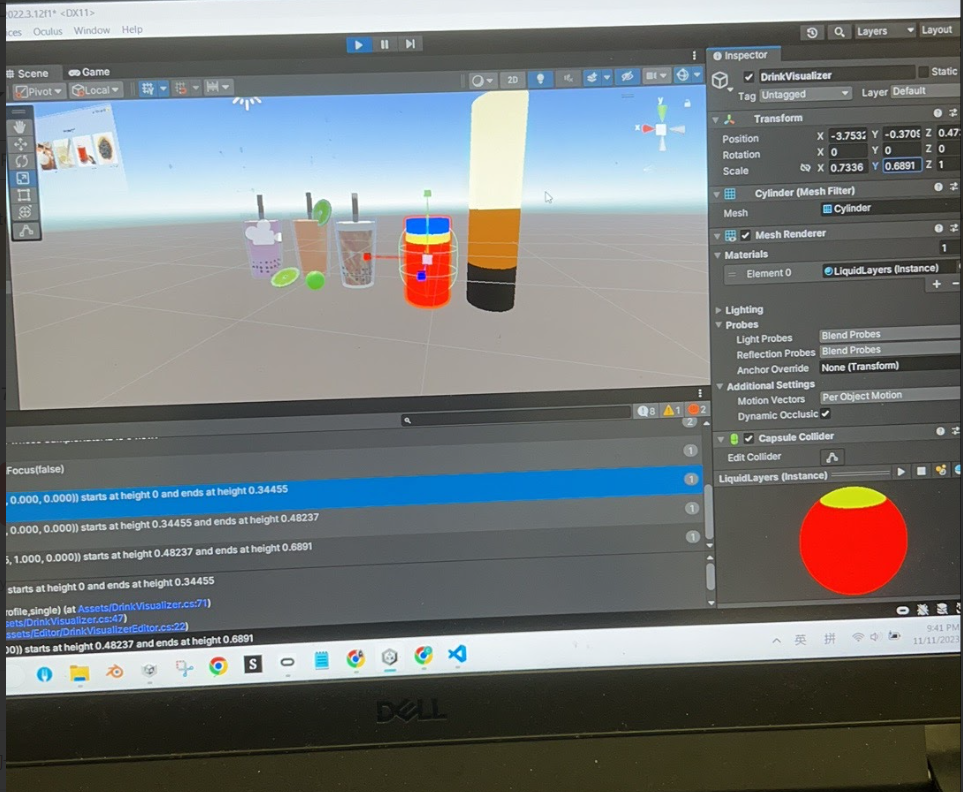 2022.3.12f1* <DX11>
Oculus Window Help
Layers
Layout
Scene
Game
Pivot
Local
2D
y
x
Inspector
DrinkVisualizer
Static
Tag Untagged
Layer Default
Transform
Position X -3.7532 Y -0.3709 Z 0.47
Rotation X 0 Y 0 Z 0
Scale X 0.7336 Y 0.6891 Z 1
Cylinder (Mesh Filter)
Mesh Cylinder
Mesh Renderer
Materials 1
Element 0 LiquidLayers (Instance)
Lighting
Probes
Light Probes Blend Probes
Reflection Probes Blend Probes
Anchor Override None (Transform)
Additional Settings
Motion Vectors Per Object Motion
Dynamic Occlusic
Capsule Collider
Edit Collider
LiquidLayers (Instance)
8 1 2
2
Focus(false) 1
, 0.000, 0.000)) starts at height 0 and ends at height 0.34455 1
, 0.000, 0.000)) starts at height 0.34455 and ends at height 0.48237 1
5, 1.000, 0.000)) starts at height 0.48237 and ends at height 0.6891 1
starts at height 0 and ends at height 0.34455
rofile,single) (at Assets/DrinkVisualizer.cs:71)
sets/DrinkVisualizer.cs:47)
ssets/Editor/DrinkVisualizerEditor.cs:22)
00)) starts at height 0.48237 and ends at height 0.6891
英 拼
9:41 PM
11/11/2023
S
DELL